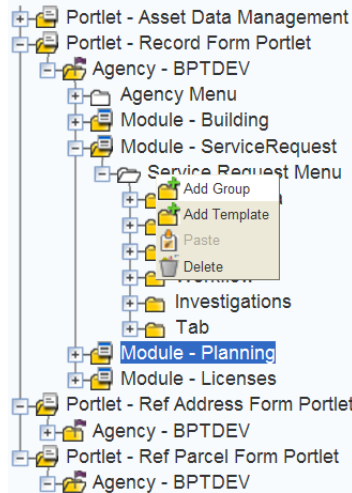 Portlet - Asset Data Management
Portlet - Record Form Portlet
Agency - BPTDEV
Agency Menu
Module - Building
Module - ServiceRequest
Service Request Menu
Add Group
Add Template
Paste
Delete
Workflow
Investigations
Tab
Module - Planning
Module - Licenses
Portlet - Ref Address Form Portlet
Agency - BPTDEV
Portlet - Ref Parcel Form Portlet
Agency - BPTDEV